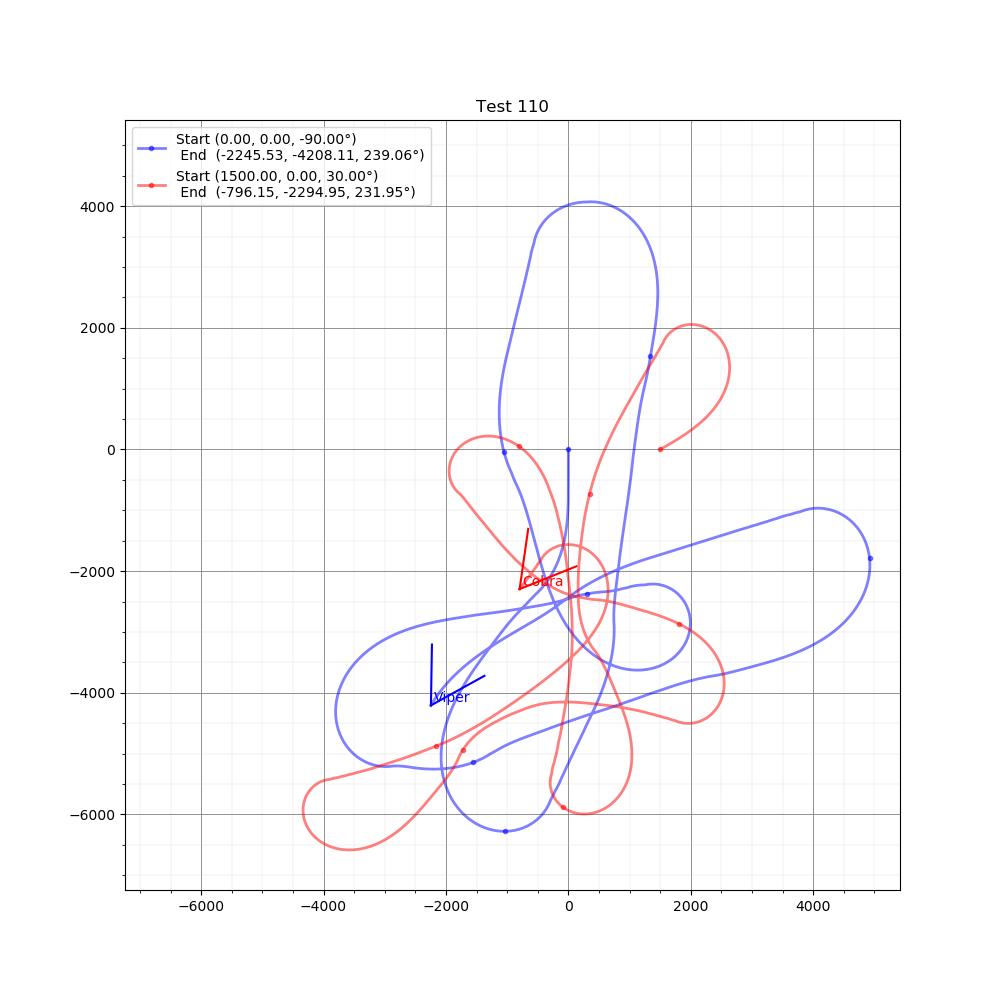 Test 110
Start (0.00, 0.00, -90.00°)
End  (-2245.53, -4208.11, 239.06°)
Start (1500.00, 0.00, 30.00°)
End  (-796.15, -2294.95, 231.95°)
4000
2000
0
−2000
−4000
−6000
Cobra
Viper
−6000
−4000
−2000
0
2000
4000